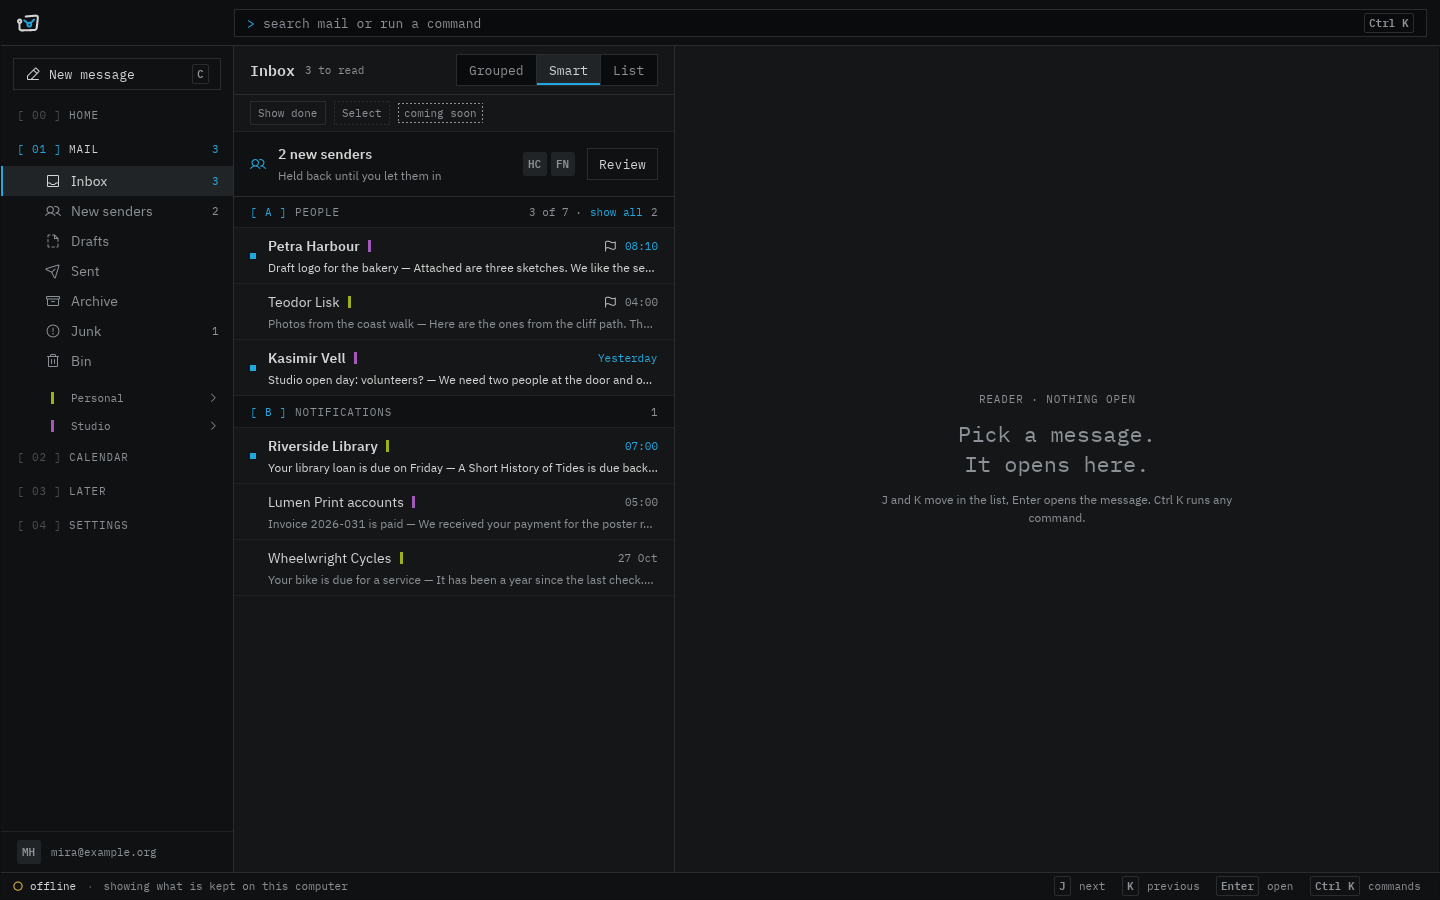 > search mail or run a command
Ctrl K
New message
C
[ 00 ] HOME
[ 01 ] MAIL 3
Inbox 3
New senders 2
Drafts
Sent
Archive
Junk 1
Bin
Personal
Studio
[ 02 ] CALENDAR
[ 03 ] LATER
[ 04 ] SETTINGS
MH mira@example.org
Inbox 3 to read
Grouped Smart List
Show done Select coming soon
2 new senders
Held back until you let them in
HC FN Review
[ A ] PEOPLE 3 of 7 · show all 2
Petra Harbour 08:10
Draft logo for the bakery — Attached are three sketches. We like the se…
Teodor Lisk 04:00
Photos from the coast walk — Here are the ones from the cliff path. Th…
Kasimir Vell Yesterday
Studio open day: volunteers? — We need two people at the door and o…
[ B ] NOTIFICATIONS 1
Riverside Library 07:00
Your library loan is due on Friday — A Short History of Tides is due back…
Lumen Print accounts 05:00
Invoice 2026-031 is paid — We received your payment for the poster r…
Wheelwright Cycles 27 Oct
Your bike is due for a service — It has been a year since the last check.…
READER · NOTHING OPEN
Pick a message.
It opens here.
J and K move in the list, Enter opens the message. Ctrl K runs any
command.
offline · showing what is kept on this computer
J next K previous Enter open Ctrl K commands